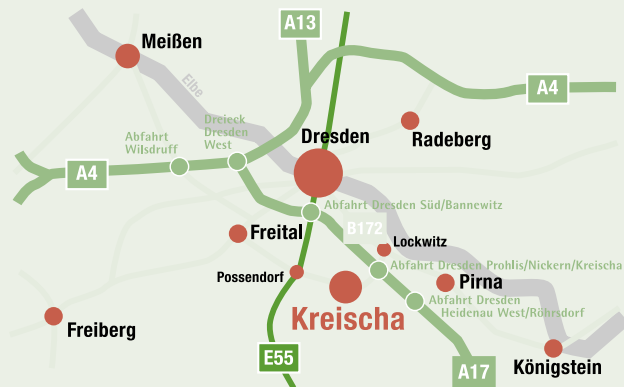 A13
Meißen
A4
Elbe
Dreieck
Dresden
West
Abfahrt
Wilsdruff
Dresden
Radeberg
A4
Abfahrt Dresden Süd/Bannewitz
B172
Freital
Lockwitz
Abfahrt Dresden Prohlis/Nickern/Kreischa
Possendorf
Pirna
Abfahrt Dresden
Heidenau West/Röhrsdorf
Kreischa
Freiberg
E55
A17
Königstein